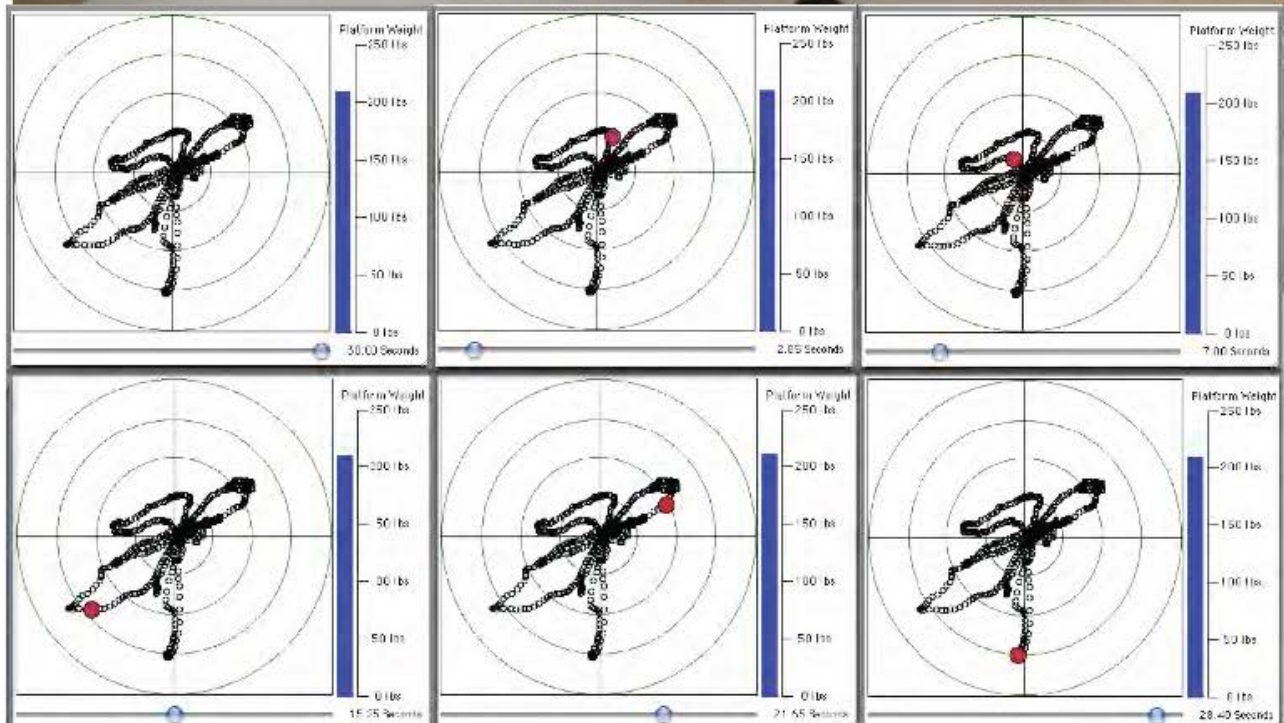 Platform Weight
250 lbs
200 lbs
150 lbs
100 lbs
50 lbs
0 lbs
30.00 Seconds
Platform Weight
250 lbs
200 lbs
150 lbs
100 lbs
50 lbs
0 lbs
2.85 Seconds
Platform Weight
250 lbs
200 lbs
150 lbs
100 lbs
50 lbs
0 lbs
7.00 Seconds
Platform Weight
250 lbs
200 lbs
150 lbs
100 lbs
50 lbs
0 lbs
15.25 Seconds
Platform Weight
250 lbs
200 lbs
150 lbs
100 lbs
50 lbs
0 lbs
21.65 Seconds
Platform Weight
250 lbs
200 lbs
150 lbs
100 lbs
50 lbs
0 lbs
28.40 Seconds